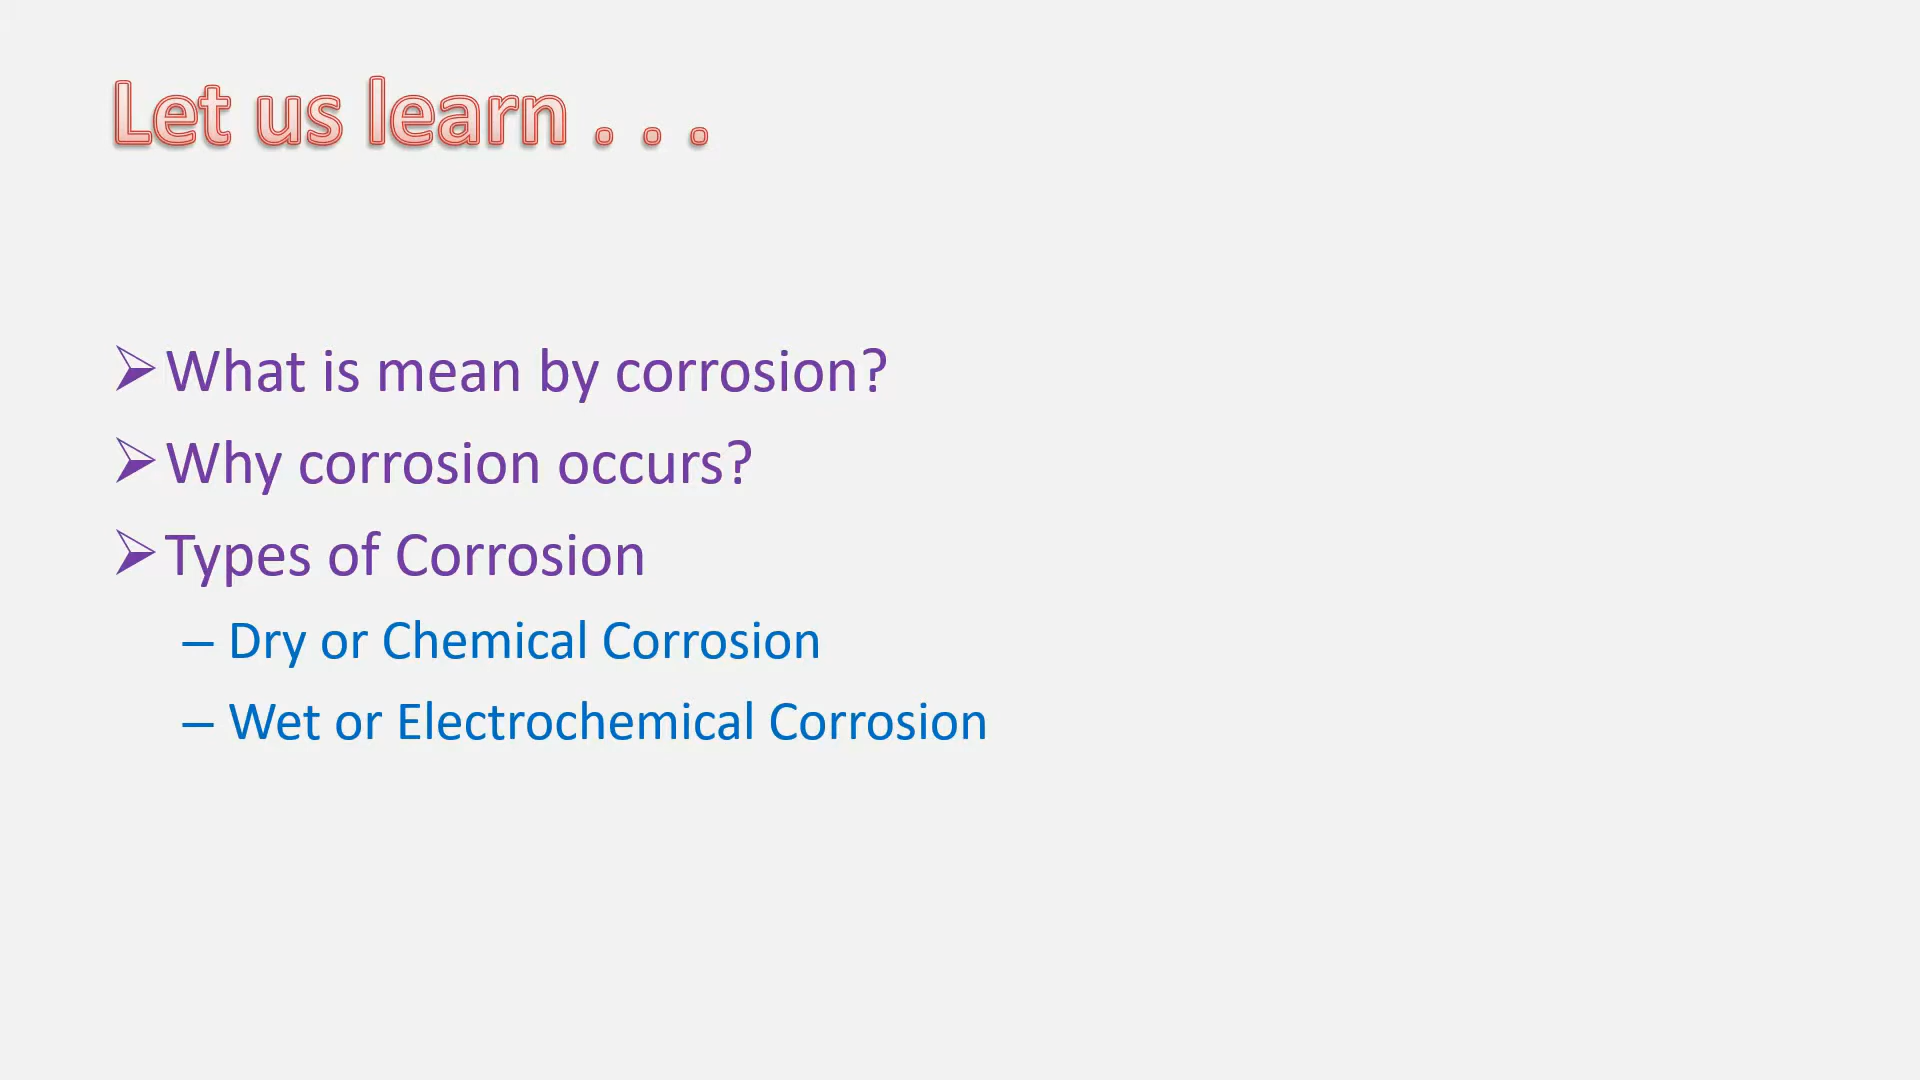 Let us learn . . .
➢What is mean by corrosion?
➢Why corrosion occurs?
➢Types of Corrosion
– Dry or Chemical Corrosion
– Wet or Electrochemical Corrosion